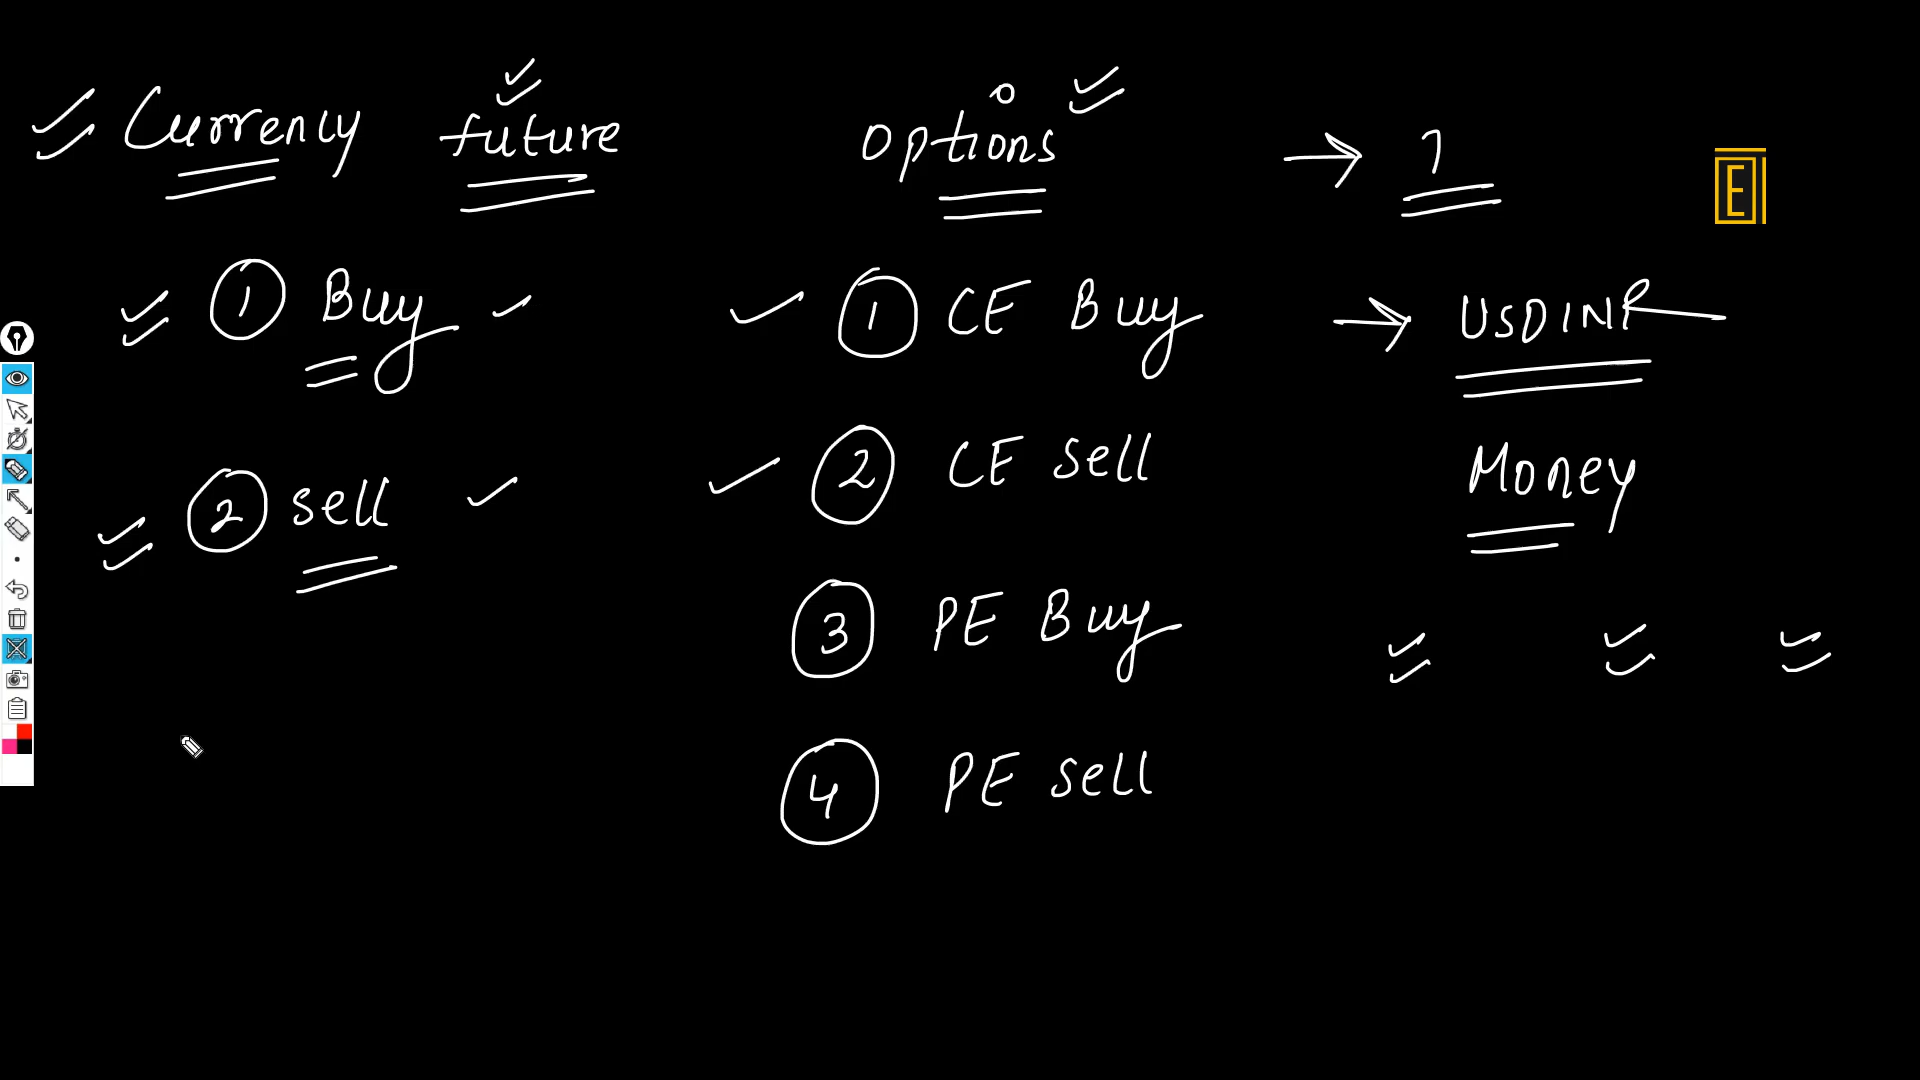 Currency future options → 1
① Buy ① CE Buy → USDINR
② Sell ② CE Sell Money
③ PE Buy
④ PE Sell
E